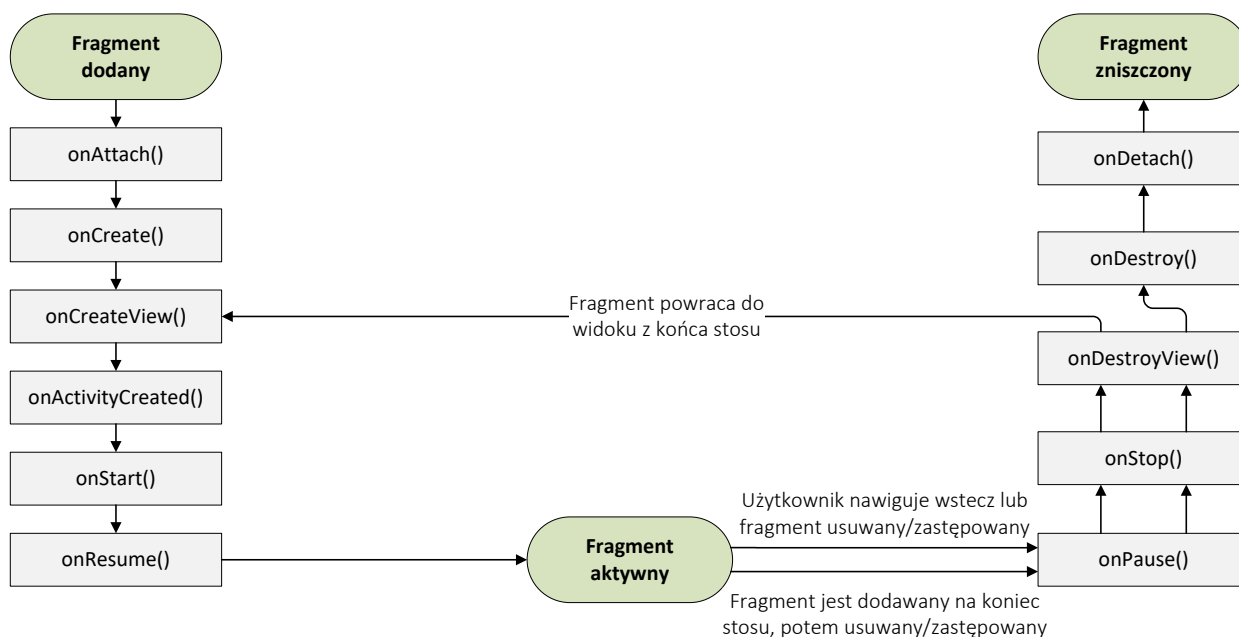 Fragment
dodany
onAttach()
onCreate()
onCreateView()
onActivityCreated()
onStart()
onResume()
Fragment powraca do
widoku z końca stosu
Fragment
aktywny
Użytkownik nawiguje wstecz lub
fragment usuwany/zastępowany
Fragment jest dodawany na koniec
stosu, potem usuwany/zastępowany
Fragment
zniszczony
onDetach()
onDestroy()
onDestroyView()
onStop()
onPause()